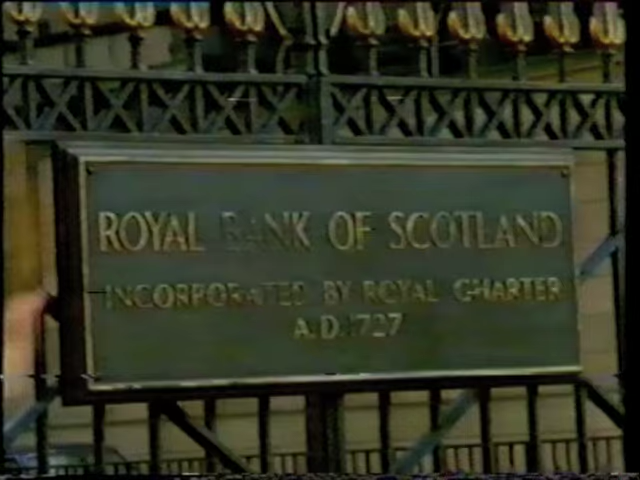 ROYAL BANK OF SCOTLAND
INCORPORATED BY ROYAL CHARTER
A.D. 1727